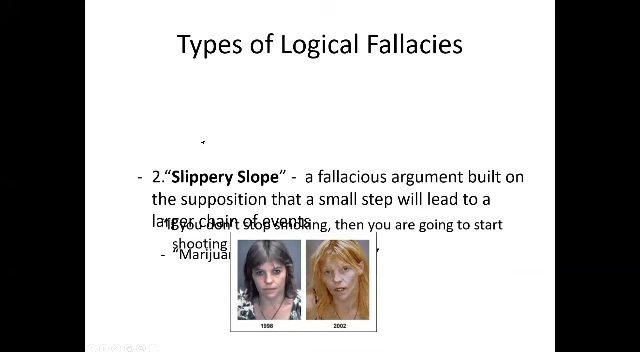 Types of Logical Fallacies
- 2.“Slippery Slope” - a fallacious argument built on
the supposition that a small step will lead to a
larger chain of events
“If you don’t stop smoking, then you are going to start
shooting
- “Mariju
”
1998 2002